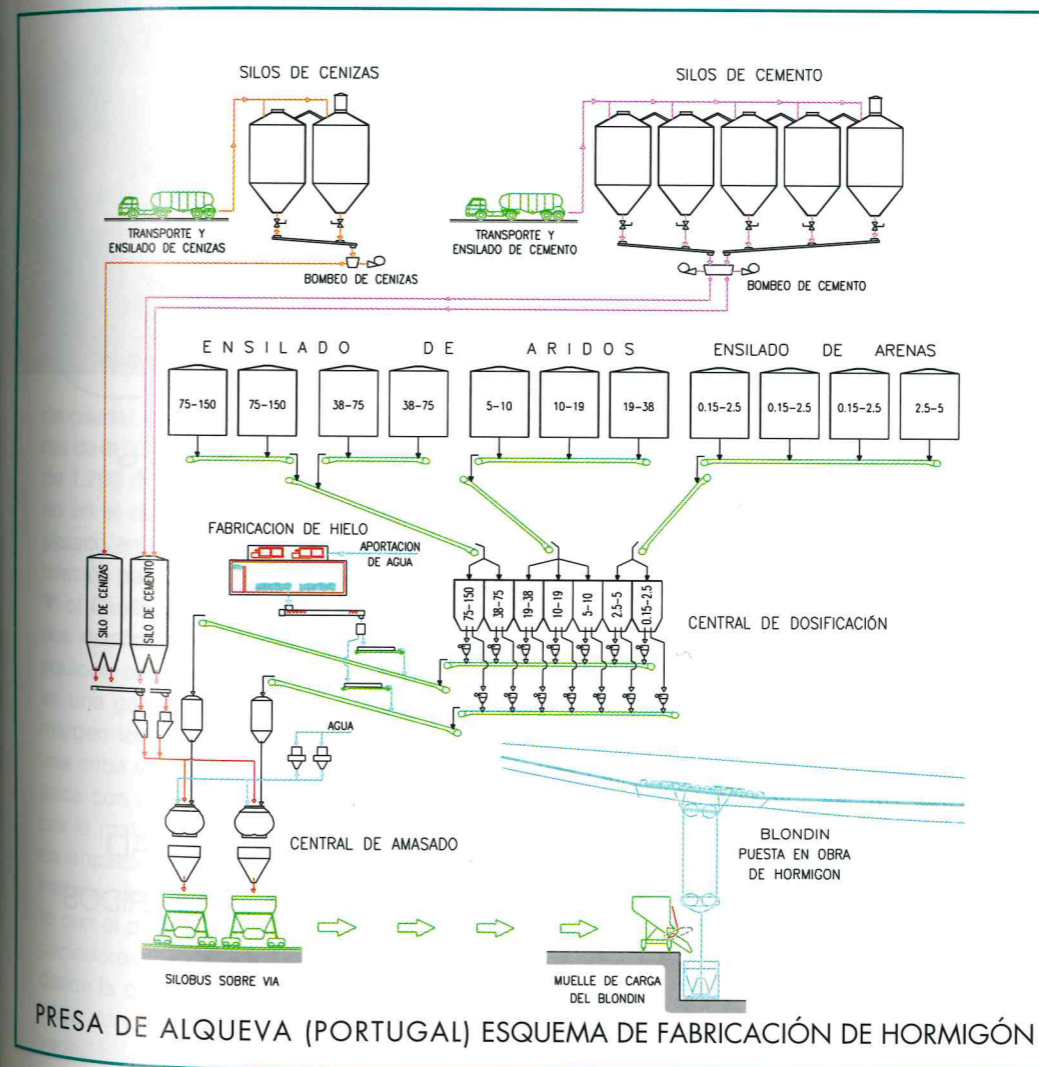 SILOS DE CENIZAS
SILOS DE CEMENTO
TRANSPORTE Y
ENSILADO DE CENIZAS
TRANSPORTE Y
ENSILADO DE CEMENTO
BOMBEO DE CENIZAS
BOMBEO DE CEMENTO
ENSILADO DE ARIDOS
ENSILADO DE ARENAS
75-150
75-150
38-75
38-75
5-10
10-19
19-38
0.15-2.5
0.15-2.5
0.15-2.5
2.5-5
FABRICACION DE HIELO
APORTACION
DE AGUA
SILO DE CENIZAS
SILO DE CEMENTO
75-150
38-75
19-38
10-19
5-10
2.5-5
0.15-2.5
CENTRAL DE DOSIFICACIÓN
AGUA
CENTRAL DE AMASADO
BLONDIN
PUESTA EN OBRA
DE HORMIGON
SILOBUS SOBRE VIA
MUELLE DE CARGA
DEL BLONDIN
PRESA DE ALQUEVA (PORTUGAL) ESQUEMA DE FABRICACIÓN DE HORMIGÓN